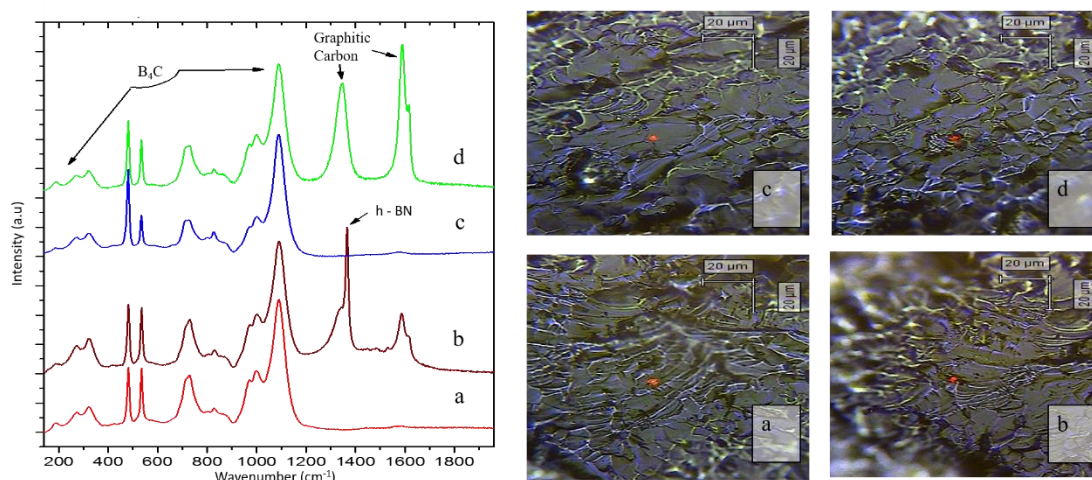 Graphitic
Carbon
B₄C
d
c
h - BN
b
a
Intensity (a.u)
200 400 600 800 1000 1200 1400 1600 1800
Wavenumber (cm⁻¹)
20 µm
20 µm
c
20 µm
20 µm
d
20 µm
20 µm
a
20 µm
20 µm
b